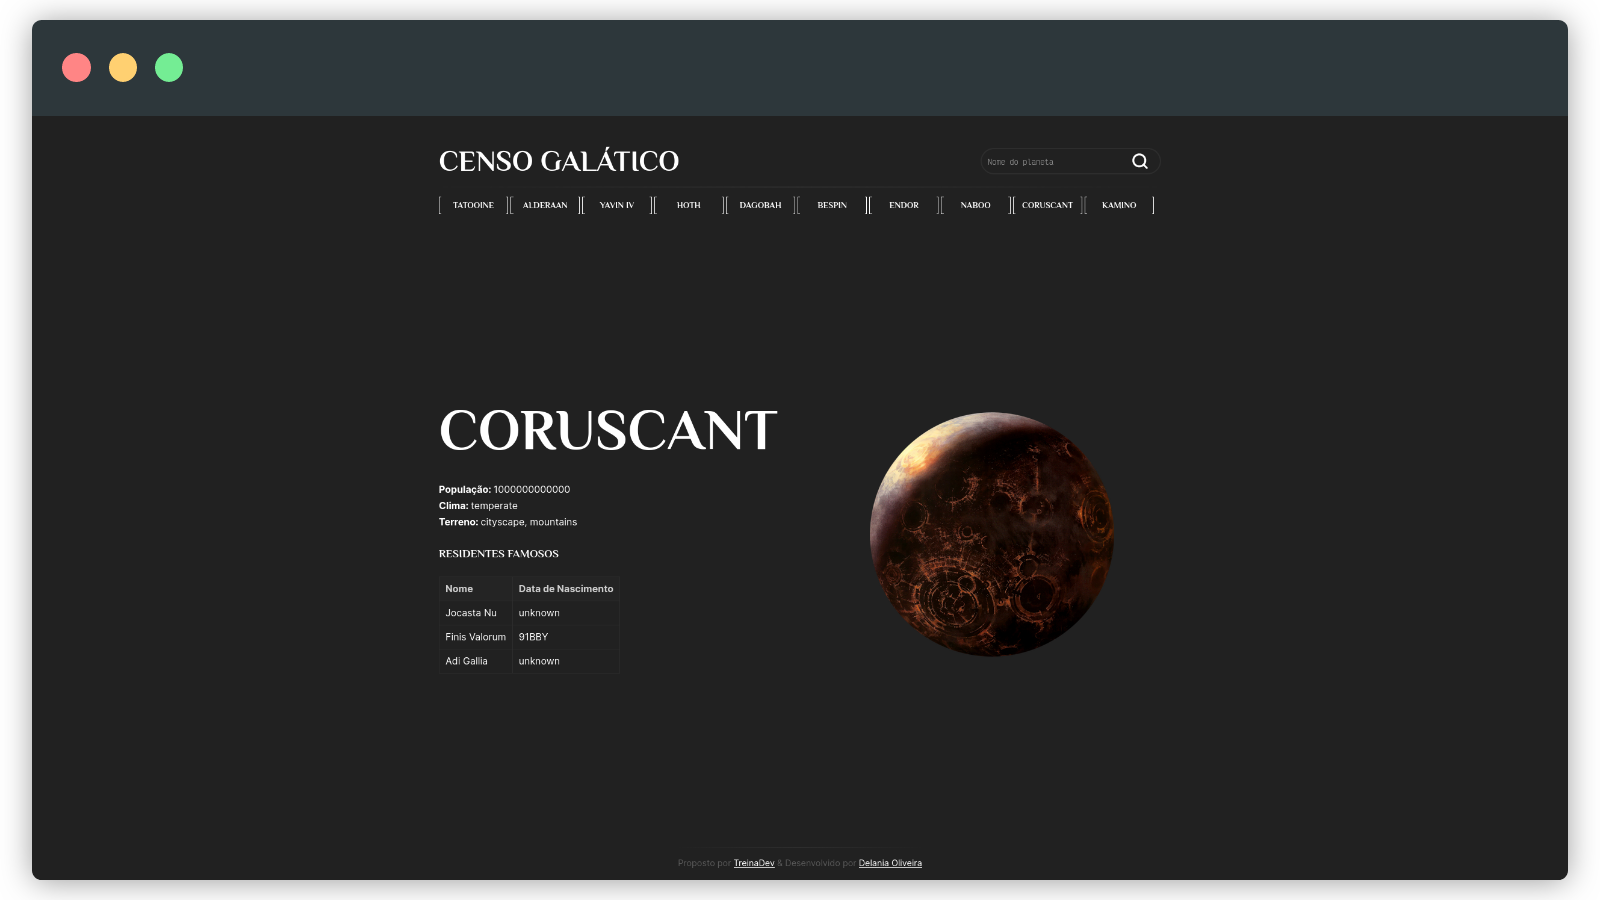 CENSO GALÁTICO
Nome do planeta
TATOOINE ALDERAAN YAVIN IV HOTH DAGOBAH BESPIN ENDOR NABOO CORUSCANT KAMINO
CORUSCANT
População: 1000000000000
Clima: temperate
Terreno: cityscape, mountains
RESIDENTES FAMOSOS
Nome Data de Nascimento
Jocasta Nu unknown
Finis Valorum 91BBY
Adi Gallia unknown
Proposto por TreinaDev & Desenvolvido por Delania Oliveira